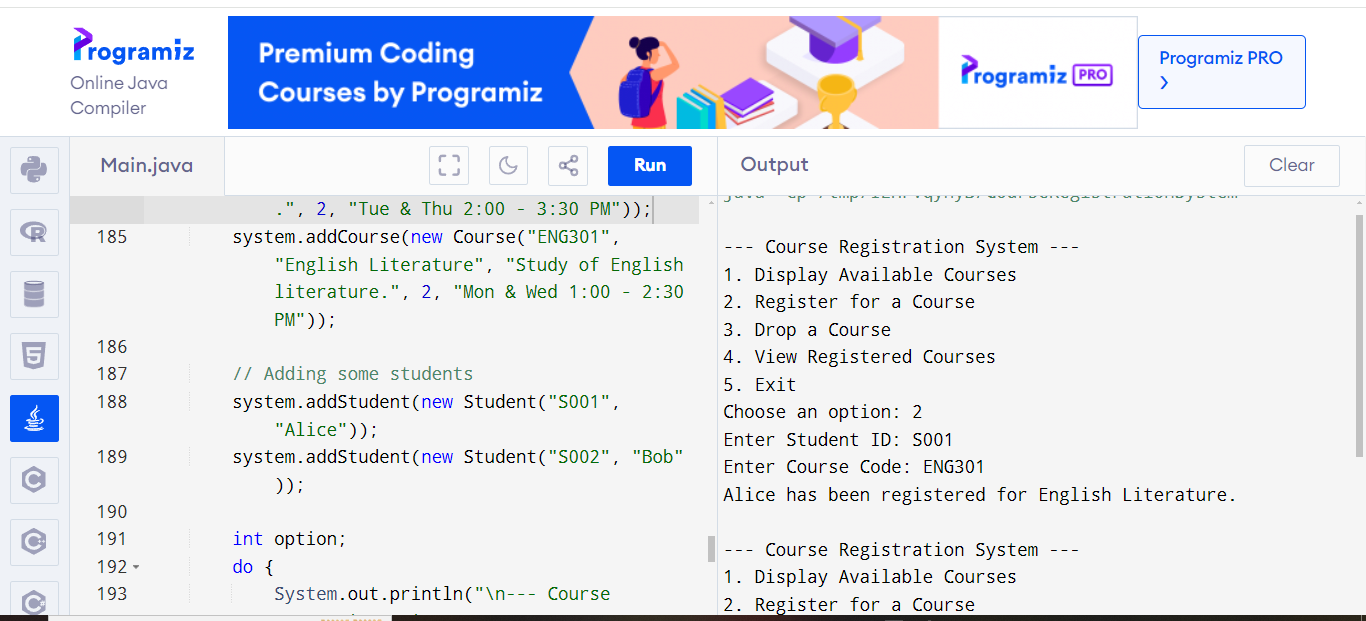 Programiz
Online Java
Compiler
Premium Coding
Courses by Programiz
Programiz PRO
Programiz PRO
Main.java
Run
Output
Clear
.", 2, "Tue & Thu 2:00 - 3:30 PM"));
185 system.addCourse(new Course("ENG301",
"English Literature", "Study of English
literature.", 2, "Mon & Wed 1:00 - 2:30
PM"));
186
187 // Adding some students
188 system.addStudent(new Student("S001",
"Alice"));
189 system.addStudent(new Student("S002", "Bob"
));
190
191 int option;
192 do {
193 System.out.println("\n--- Course
--- Course Registration System ---
1. Display Available Courses
2. Register for a Course
3. Drop a Course
4. View Registered Courses
5. Exit
Choose an option: 2
Enter Student ID: S001
Enter Course Code: ENG301
Alice has been registered for English Literature.
--- Course Registration System ---
1. Display Available Courses
2. Register for a Course